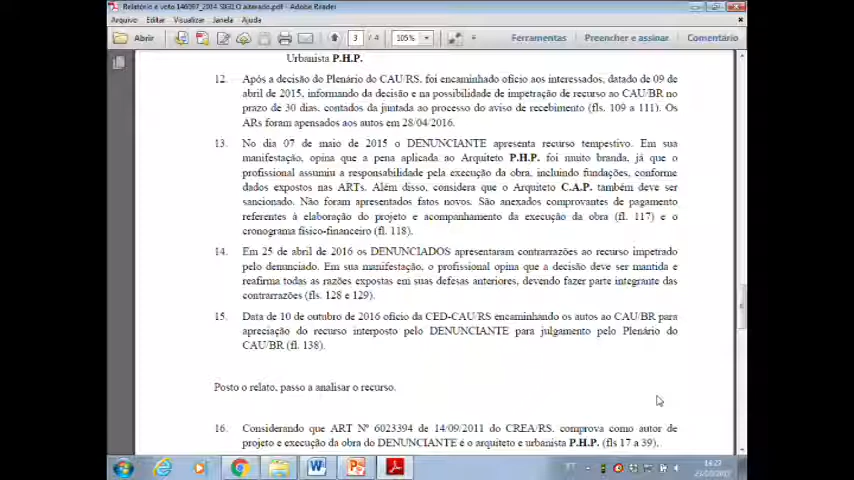 Relatório e voto 146997_2014 SIGILO alterado.pdf - Adobe Reader
Arquivo Editar Visualizar Janela Ajuda
Abrir 3 / 4 105% Ferramentas Preencher e assinar Comentário
Urbanista P.H.P.
12. Após a decisão do Plenário do CAU/RS, foi encaminhado ofício aos interessados, datado de 09 de
abril de 2015, informando da decisão e na possibilidade de impetração de recurso ao CAU/BR no
prazo de 30 dias, contados da juntada ao processo do aviso de recebimento (fls. 109 a 111). Os
ARs foram apensados aos autos em 28/04/2016.
13. No dia 07 de maio de 2015 o DENUNCIANTE apresenta recurso tempestivo. Em sua
manifestação, opina que a pena aplicada ao Arquiteto P.H.P. foi muito branda, já que o
profissional assumiu a responsabilidade pela execução da obra, incluindo fundações, conforme
dados expostos nas ARTs. Além disso, considera que o Arquiteto C.A.P. também deve ser
sancionado. Não foram apresentados fatos novos. São anexados comprovantes de pagamento
referentes à elaboração do projeto e acompanhamento da execução da obra (fl. 117) e o
cronograma físico-financeiro (fl. 118).
14. Em 25 de abril de 2016 os DENUNCIADOS apresentaram contrarrazões ao recurso impetrado
pelo denunciado. Em sua manifestação, o profissional opina que a decisão deve ser mantida e
reafirma todas as razões expostas em suas defesas anteriores, devendo fazer parte integrante das
contrarrazões (fls. 128 e 129).
15. Data de 10 de outubro de 2016 ofício da CED-CAU/RS encaminhando os autos ao CAU/BR para
apreciação do recurso interposto pelo DENUNCIANTE para julgamento pelo Plenário do
CAU/BR (fl. 138).
Posto o relato, passo a analisar o recurso.
16. Considerando que ART Nº 6023394 de 14/09/2011 do CREA/RS, comprova como autor de
projeto e execução da obra do DENUNCIANTE é o arquiteto e urbanista P.H.P. (fls 17 a 39).
PT